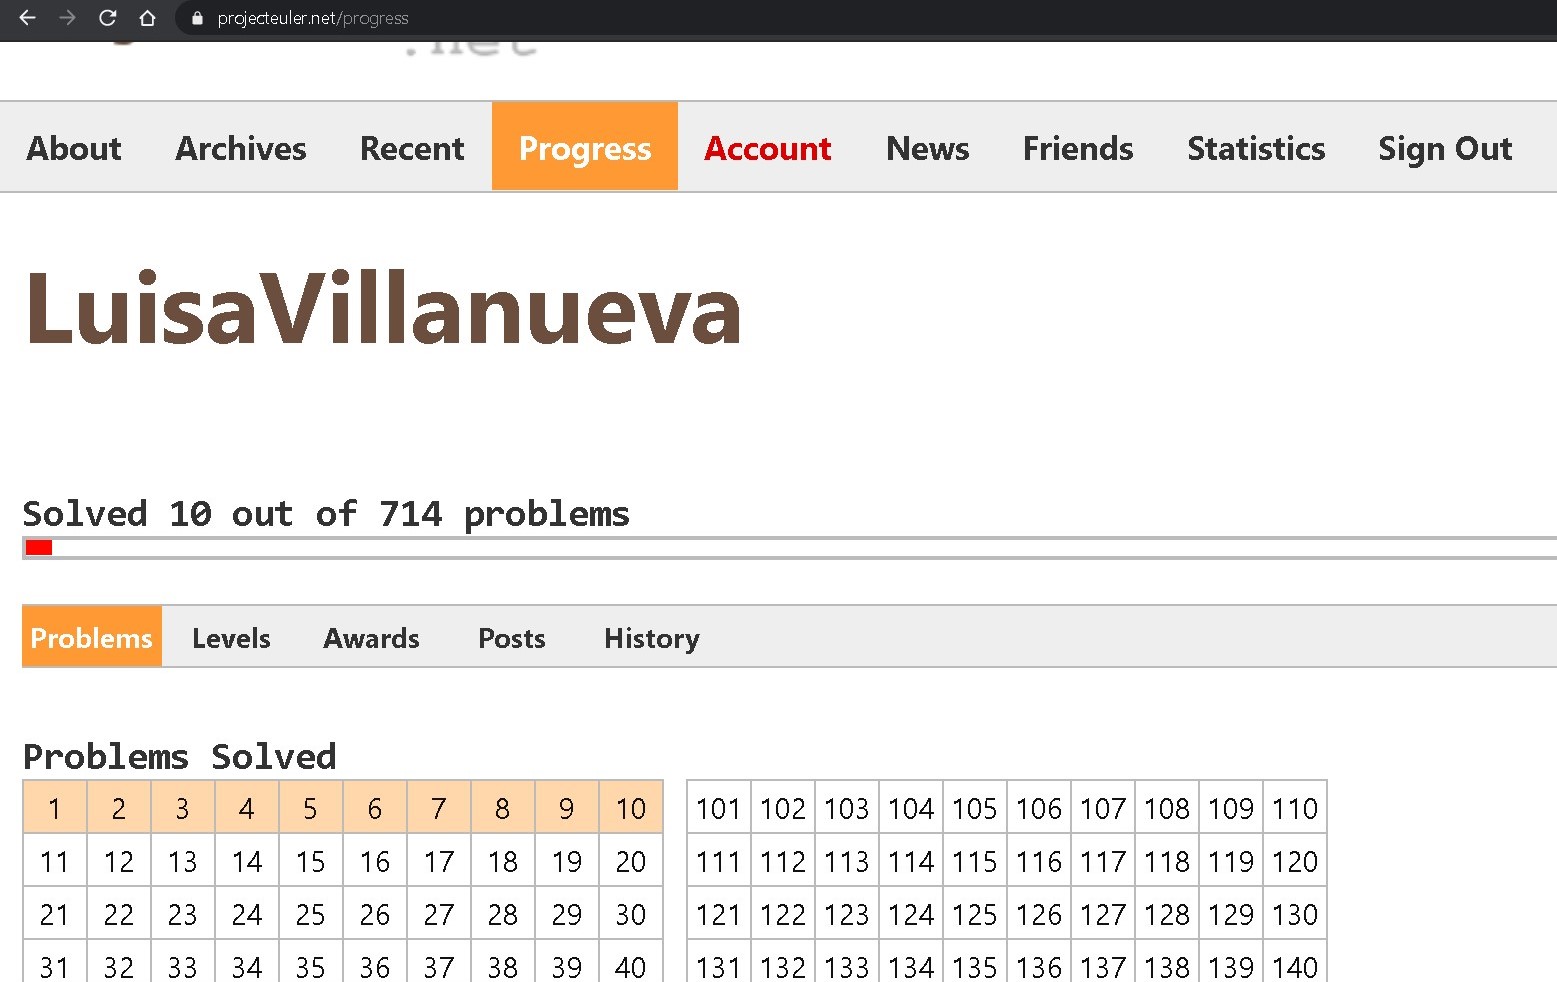 projecteuler.net/progress
.net
About Archives Recent Progress Account News Friends Statistics Sign Out
LuisaVillanueva
Solved 10 out of 714 problems
Problems Levels Awards Posts History
Problems Solved
1 2 3 4 5 6 7 8 9 10 101 102 103 104 105 106 107 108 109 110
11 12 13 14 15 16 17 18 19 20 111 112 113 114 115 116 117 118 119 120
21 22 23 24 25 26 27 28 29 30 121 122 123 124 125 126 127 128 129 130
31 32 33 34 35 36 37 38 39 40 131 132 133 134 135 136 137 138 139 140